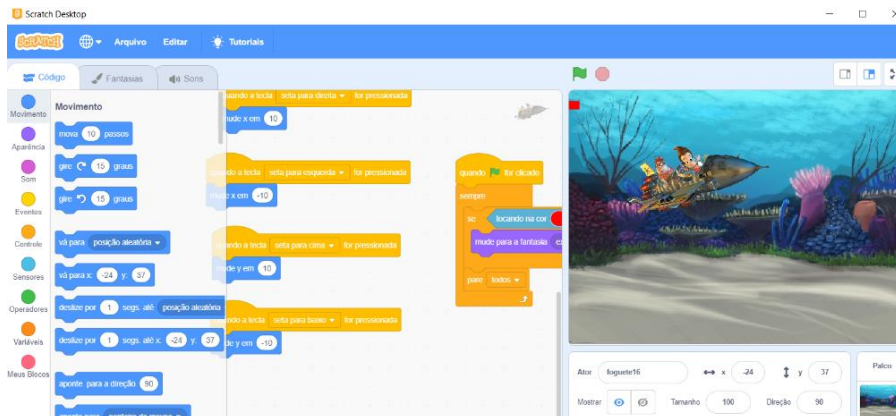 Scratch Desktop
SCRATCH Arquivo Editar Tutoriais
Código Fantasias Sons
Movimento
Aparência
Som
Eventos
Controle
Sensores
Operadores
Variáveis
Meus Blocos
Movimento
mova 10 passos
gire 15 graus
gire 15 graus
vá para posição aleatória
vá para x: -24 y: 37
deslize por 1 segs. até posição aleatória
deslize por 1 segs. até x: -24 y: 37
aponte para a direção 90
a tecla seta para direita for pressionada
x em 10
a tecla seta para esquerda for pressionada
x em -10
a tecla seta para cima for pressionada
y em 10
a tecla seta para baixo for pressionada
y em -10
quando for clicado
sempre
se tocando na cor
mude para a fantasia
pare todos
Ator foguete16 x -24 y 37
Mostrar Tamanho 100 Direção 90
Palco